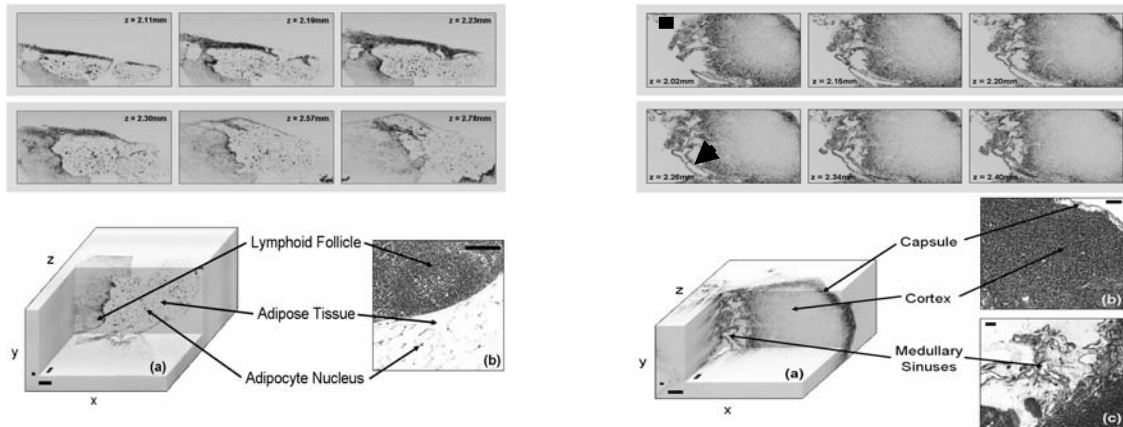 z = 2.11mm
z = 2.19mm
z = 2.23mm
z = 2.30mm
z = 2.57mm
z = 2.78mm
z
y
x
Lymphoid Follicle
Adipose Tissue
Adipocyte Nucleus
(a)
(b)
z = 2.02mm
z = 2.15mm
z = 2.20mm
z = 2.26mm
z = 2.34mm
z = 2.40mm
z
y
x
Capsule
Cortex
Medullary
Sinuses
(a)
(b)
(c)